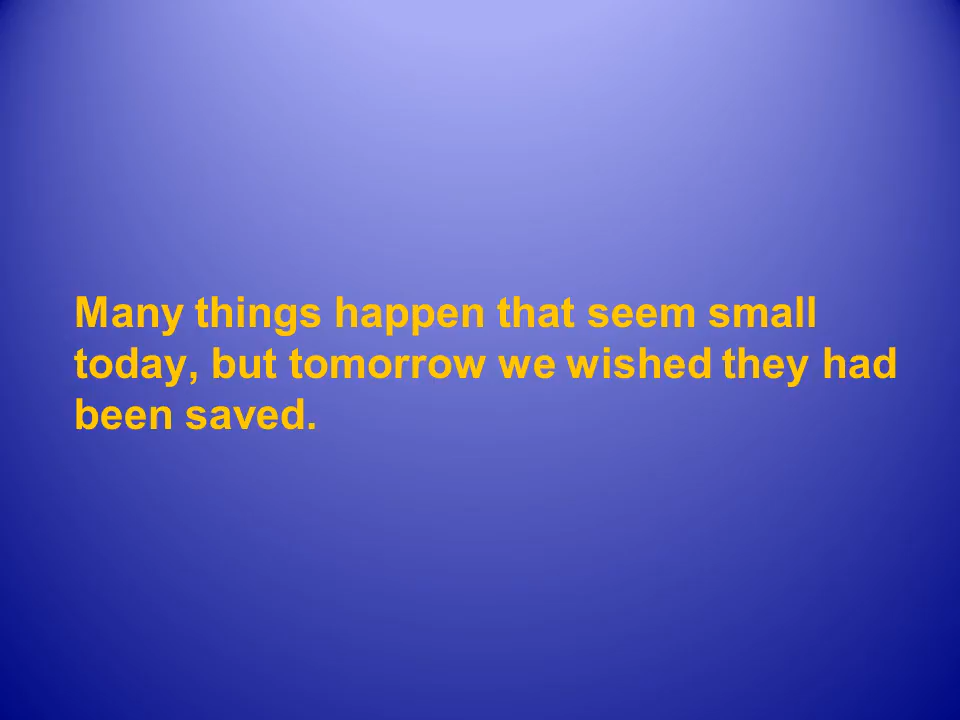 Many things happen that seem small
today, but tomorrow we wished they had
been saved.